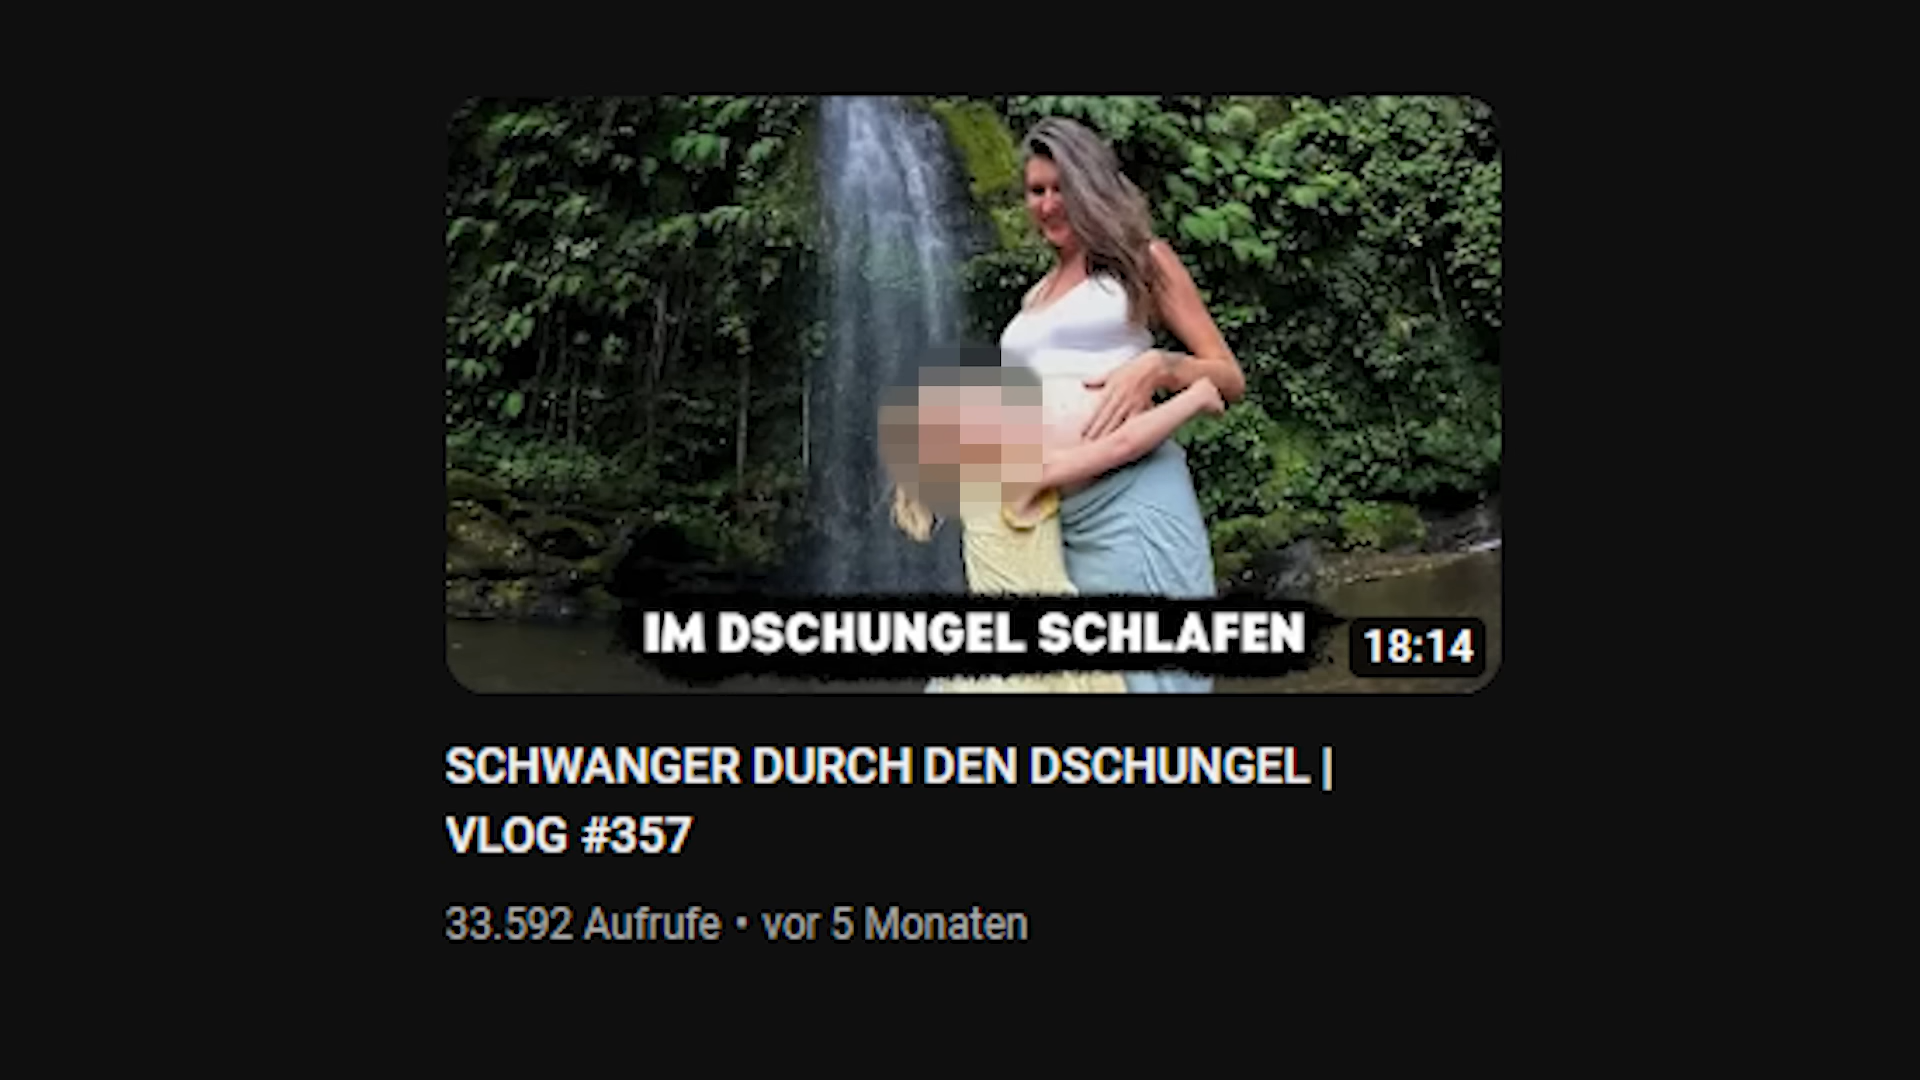 IM DSCHUNGEL SCHLAFEN
18:14
SCHWANGER DURCH DEN DSCHUNGEL |
VLOG #357
33.592 Aufrufe • vor 5 Monaten